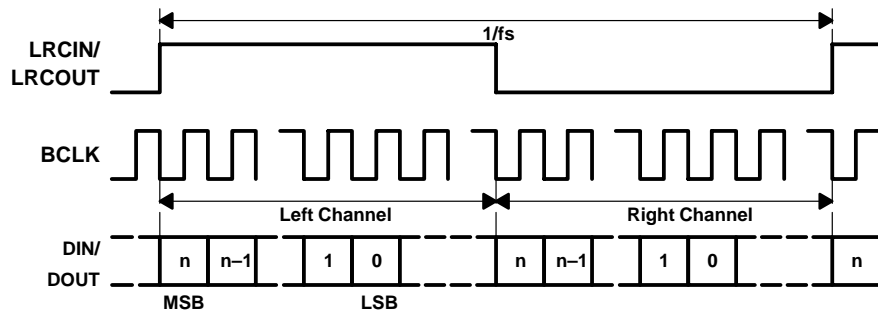 1/fs
LRCIN/
LRCOUT
BCLK
Left Channel
Right Channel
DIN/
DOUT
n n–1 1 0 n n–1 1 0 n
MSB LSB